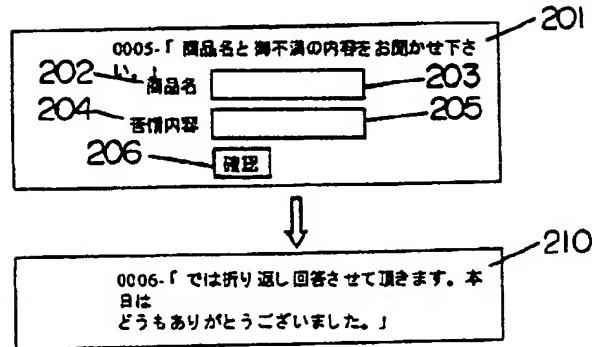 201
0005-「 商品名と御不満の内容をお聞かせ下さ
い。」
202 商品名 203
204 苦情内容 205
206 確認
210
0006-「 では折り返し回答させて頂きます。本
日は
どうもありがとうございました。」